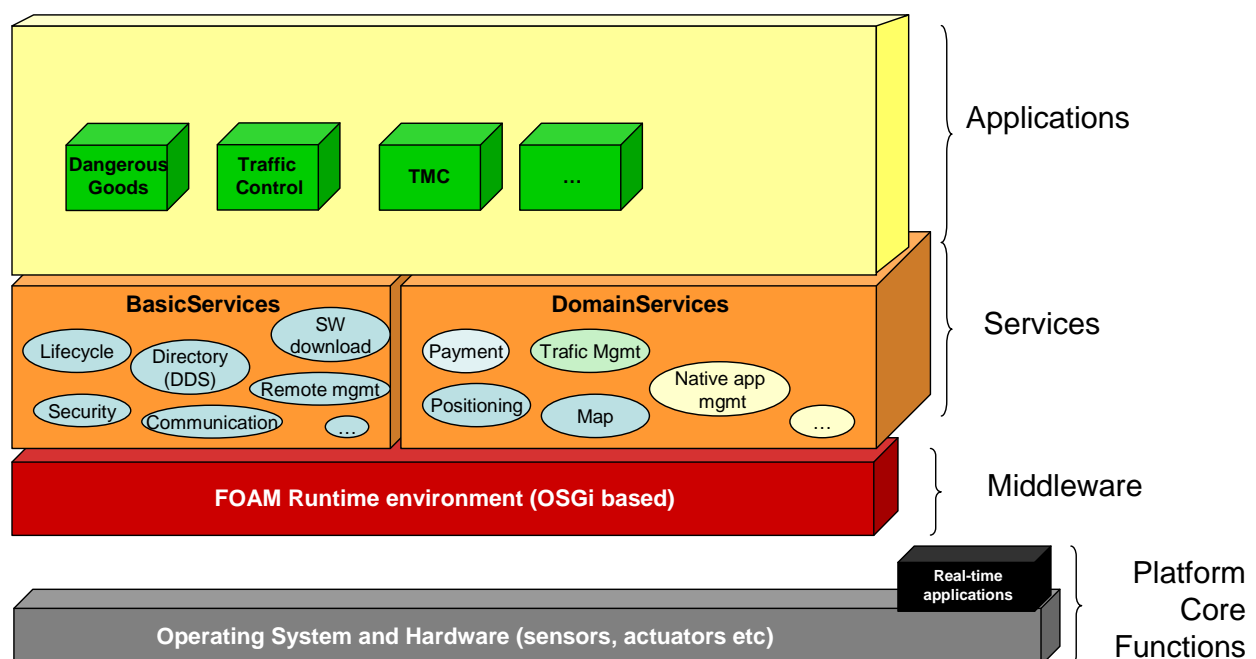 Applications
Dangerous
Goods
Traffic
Control
TMC
…
BasicServices
Lifecycle
Directory
(DDS)
SW
download
Remote mgmt
Security
Communication
…
DomainServices
Payment
Trafic Mgmt
Native app
mgmt
Positioning
Map
…
Services
FOAM Runtime environment (OSGi based)
Middleware
Real-time
applications
Operating System and Hardware (sensors, actuators etc)
Platform
Core
Functions